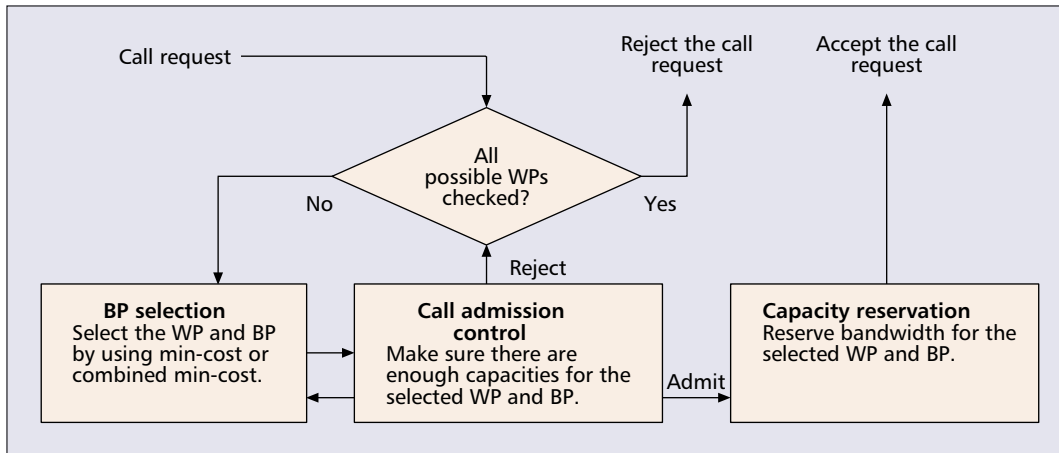 Call request
Reject the call
request
Accept the call
request
All
possible WPs
checked?
No
Yes
Reject
BP selection
Select the WP and BP
by using min-cost or
combined min-cost.
Call admission
control
Make sure there are
enough capacities for the
selected WP and BP.
Admit
Capacity reservation
Reserve bandwidth for the
selected WP and BP.